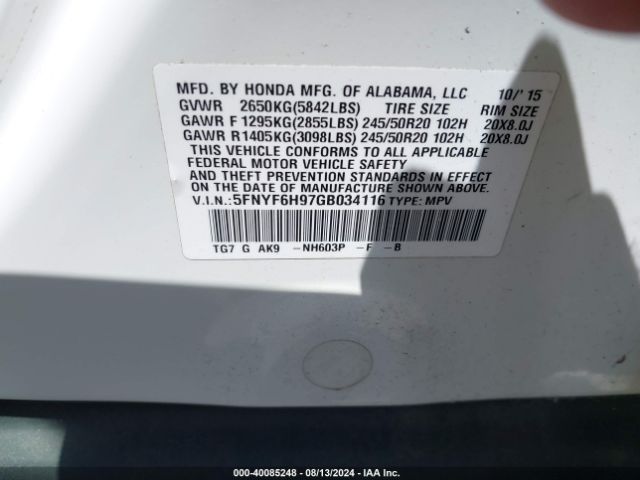 MFD. BY HONDA MFG. OF ALABAMA, LLC 10/'15
GVWR 2650KG(5842LBS) TIRE SIZE RIM SIZE
GAWR F 1295KG(2855LBS) 245/50R20 102H 20X8.0J
GAWR R1405KG(3098LBS) 245/50R20 102H 20X8.0J
THIS VEHICLE CONFORMS TO ALL APPLICABLE
FEDERAL MOTOR VEHICLE SAFETY
AND THEFT PREVENTION STANDARDS IN EFFECT
ON THE DATE OF MANUFACTURE SHOWN ABOVE.
V.I.N.:5FNYF6H97GB034116 TYPE: MPV
TG7 G AK9 -NH603P -F -B
000-40085248 - 08/13/2024 - IAA Inc.